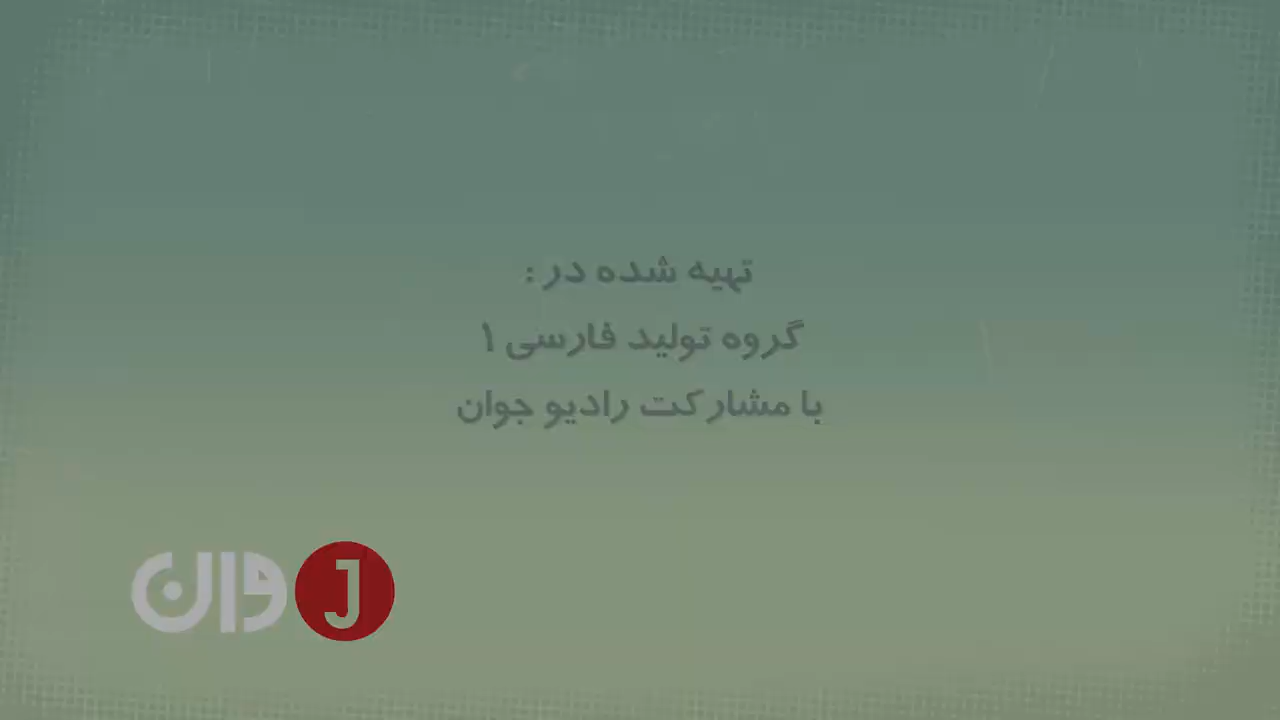 تهیه شده در :
گروه تولید فارسی ۱
با مشارکت رادیو جوان
J وان